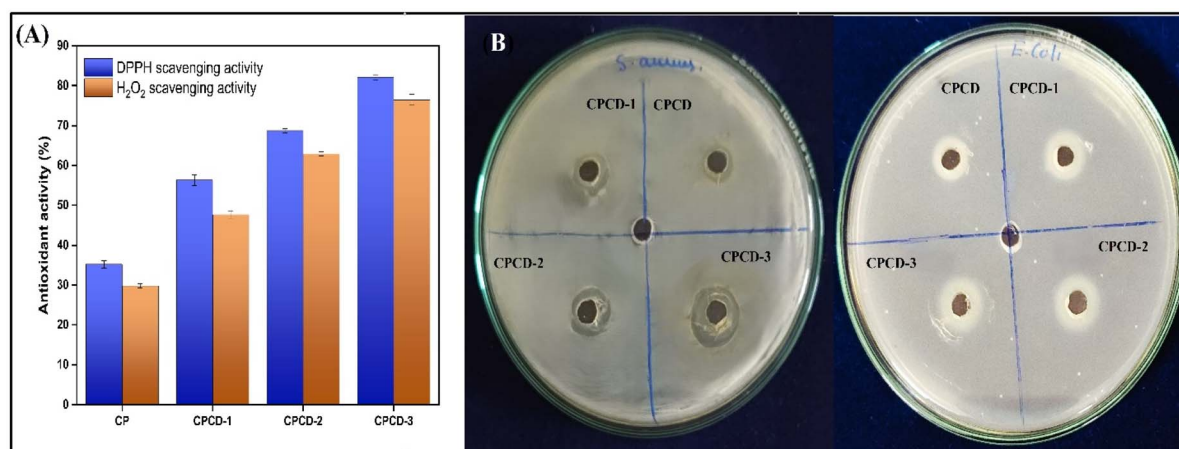 (A)
90
80
70
60
50
40
30
20
10
0
Antioxidant activity (%)
DPPH scavenging activity
H₂O₂ scavenging activity
CP
CPCD-1
CPCD-2
CPCD-3
(B)
S. aureus.
CPCD-1
CPCD
CPCD-2
CPCD-3
E. Coli
CPCD
CPCD-1
CPCD-3
CPCD-2